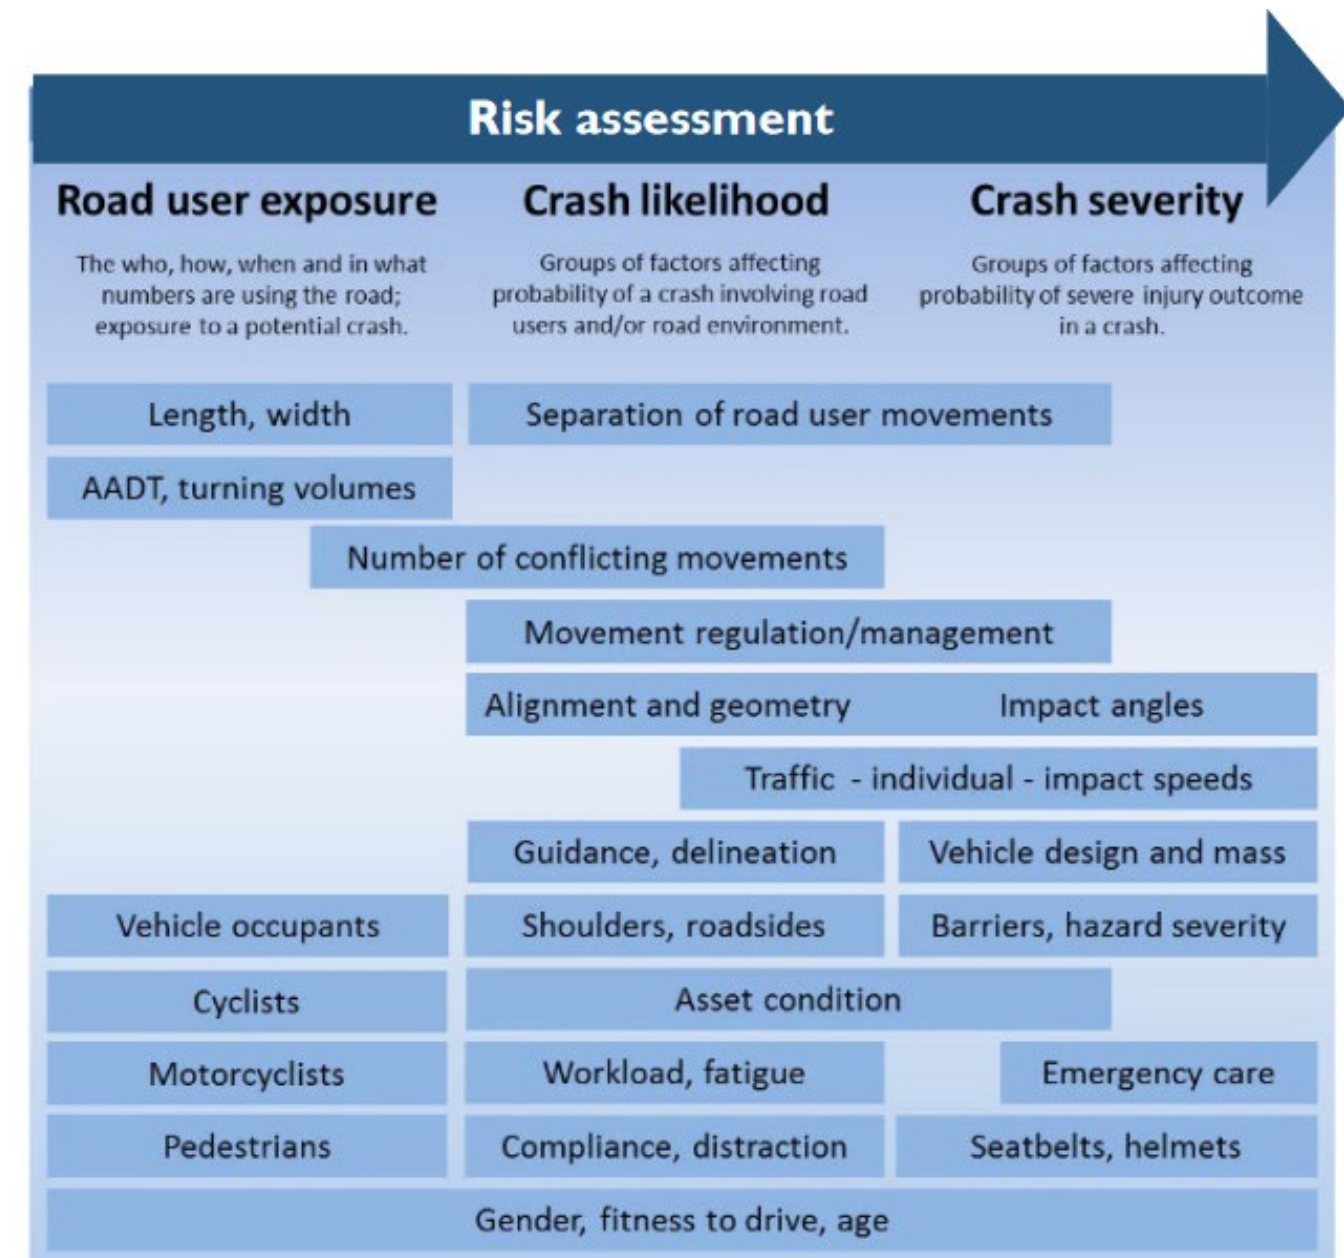 Risk assessment
Road user exposure
The who, how, when and in what
numbers are using the road;
exposure to a potential crash.
Crash likelihood
Groups of factors affecting
probability of a crash involving road
users and/or road environment.
Crash severity
Groups of factors affecting
probability of severe injury outcome
in a crash.
Length, width
Separation of road user movements
AADT, turning volumes
Number of conflicting movements
Movement regulation/management
Alignment and geometry
Impact angles
Traffic - individual - impact speeds
Guidance, delineation
Vehicle design and mass
Vehicle occupants
Shoulders, roadsides
Barriers, hazard severity
Cyclists
Asset condition
Motorcyclists
Workload, fatigue
Emergency care
Pedestrians
Compliance, distraction
Seatbelts, helmets
Gender, fitness to drive, age